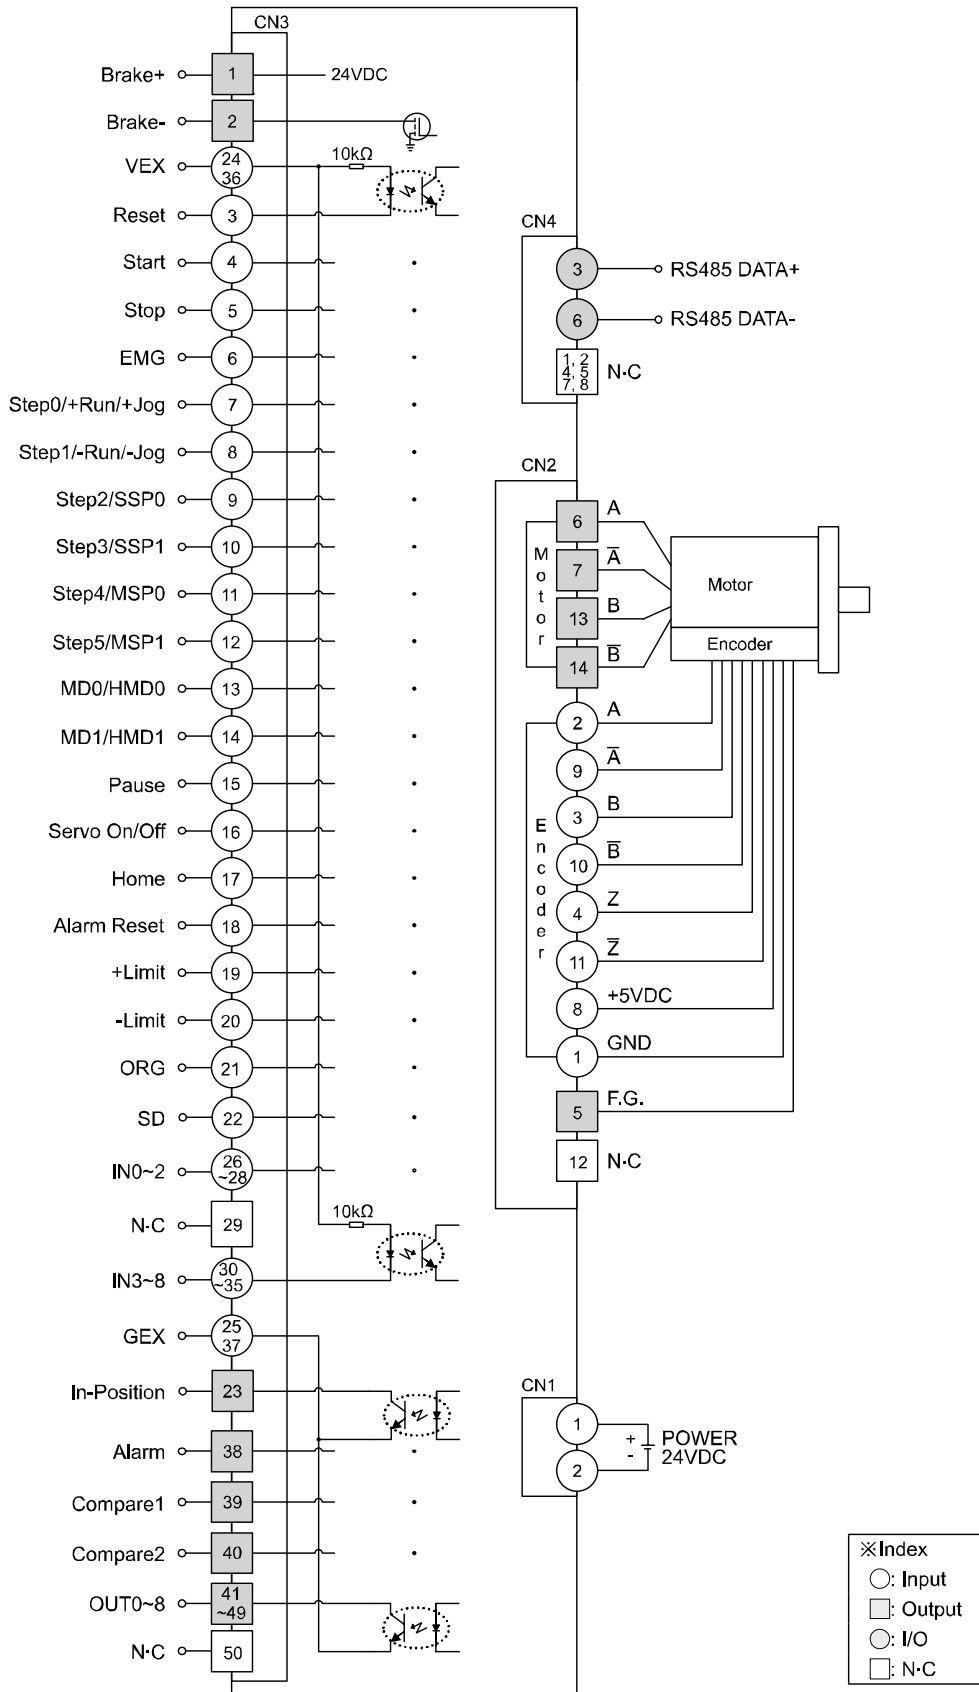 CN3
Brake+ 1 24VDC
Brake- 2
VEX 24 36 10kΩ
Reset 3
Start 4
Stop 5
EMG 6
Step0/+Run/+Jog 7
Step1/-Run/-Jog 8
Step2/SSP0 9
Step3/SSP1 10
Step4/MSP0 11
Step5/MSP1 12
MD0/HMD0 13
MD1/HMD1 14
Pause 15
Servo On/Off 16
Home 17
Alarm Reset 18
+Limit 19
-Limit 20
ORG 21
SD 22
IN0~2 26 ~28
N·C 29 10kΩ
IN3~8 30 ~35
GEX 25 37
In-Position 23
Alarm 38
Compare1 39
Compare2 40
OUT0~8 41 ~49
N·C 50
CN4
3 RS485 DATA+
6 RS485 DATA-
1, 2
4, 5 N·C
7, 8
CN2
Motor
6 A
7 A̅
13 B
14 B̅
Motor
Encoder
Encoder
2 A
9 A̅
3 B
10 B̅
4 Z
11 Z̅
8 +5VDC
1 GND
5 F.G.
12 N·C
CN1
1
2
+ POWER
- 24VDC
※Index
: Input
: Output
: I/O
: N·C